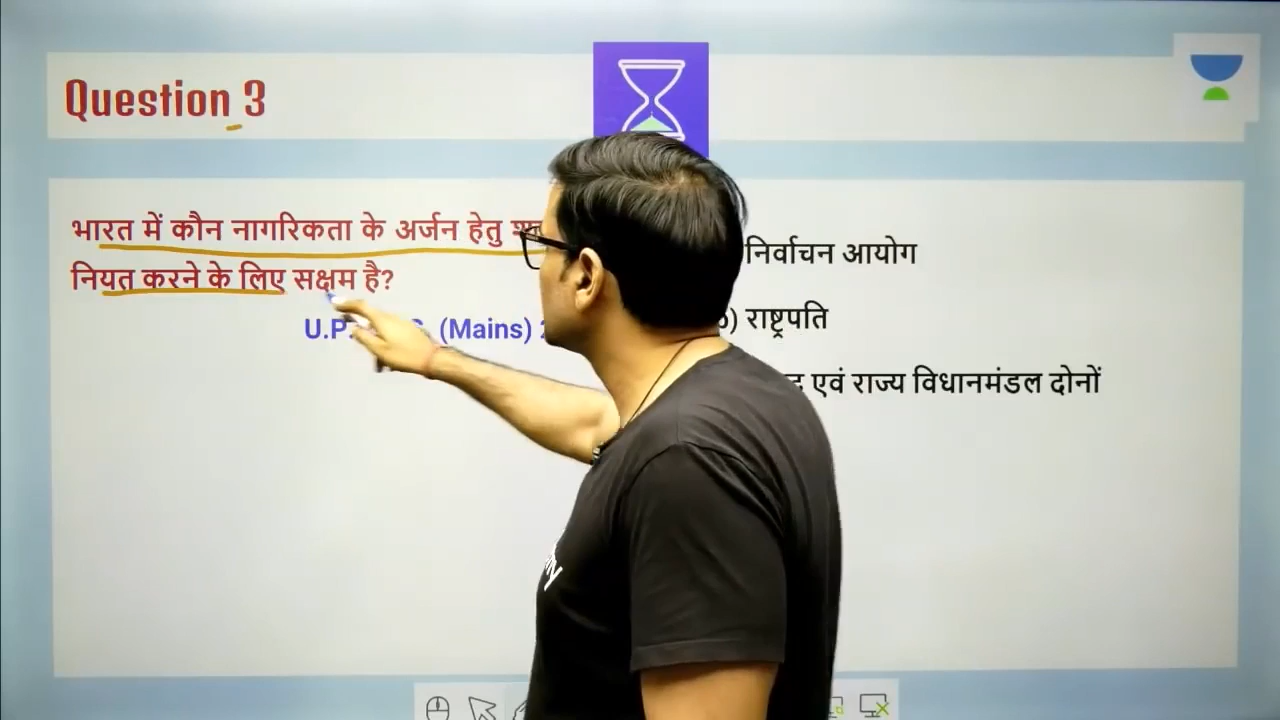 Question 3
भारत में कौन नागरिकता के अर्जन हेतु
नियत करने के लिए सक्षम है?
(Mains)
निर्वाचन आयोग
राष्ट्रपति
एवं राज्य विधानमंडल दोनों